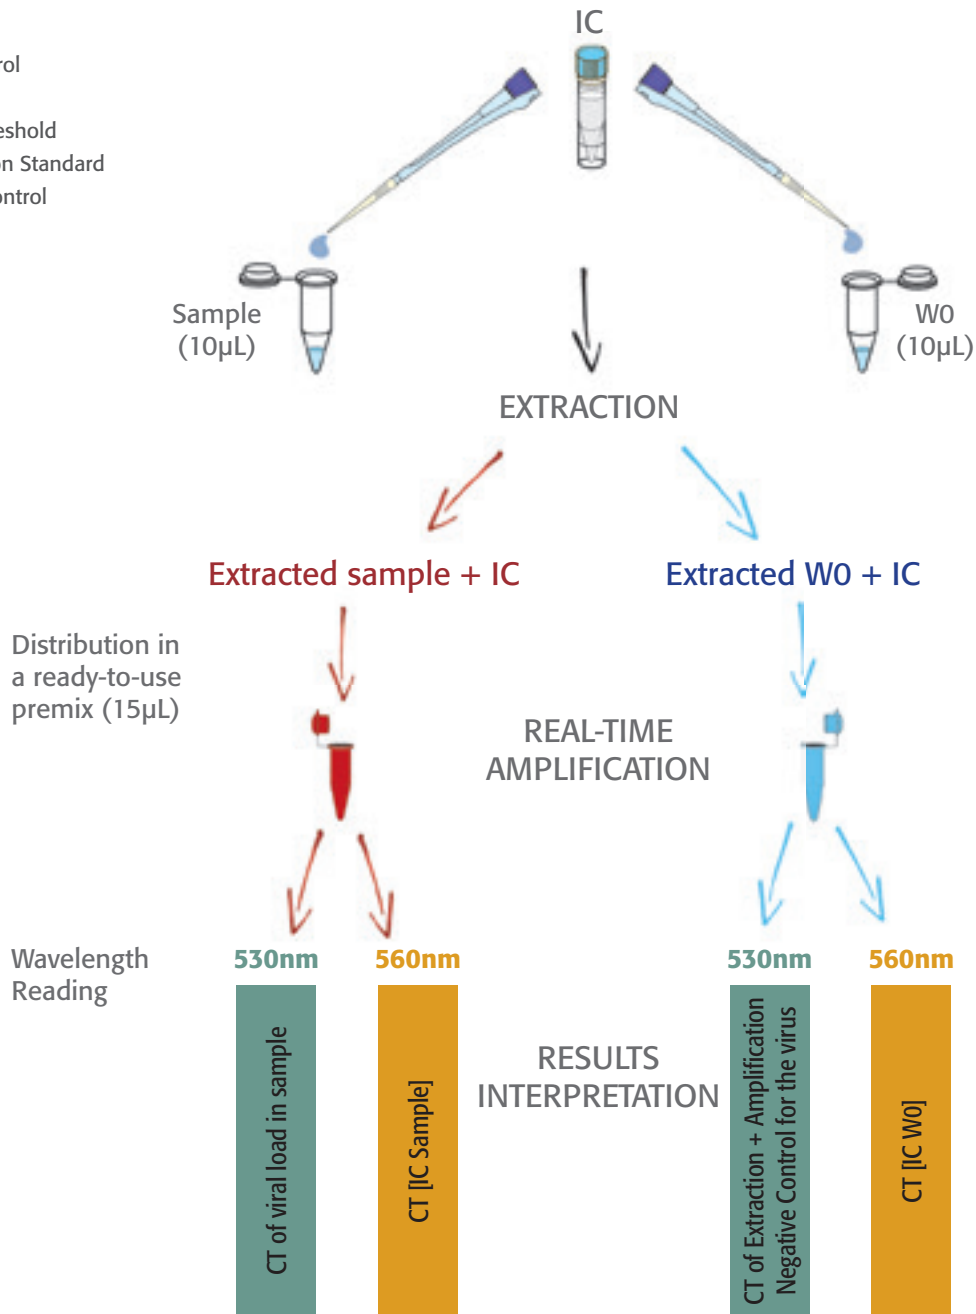 IC
rol
eshold
on Standard
ontrol
Sample
(10µL)
W0
(10µL)
EXTRACTION
Extracted sample + IC
Extracted W0 + IC
Distribution in
a ready-to-use
premix (15µL)
REAL-TIME
AMPLIFICATION
Wavelength
Reading
530nm
560nm
530nm
560nm
CT of viral load in sample
CT [IC Sample]
RESULTS
INTERPRETATION
CT of Extraction + Amplification
Negative Control for the virus
CT [IC W0]